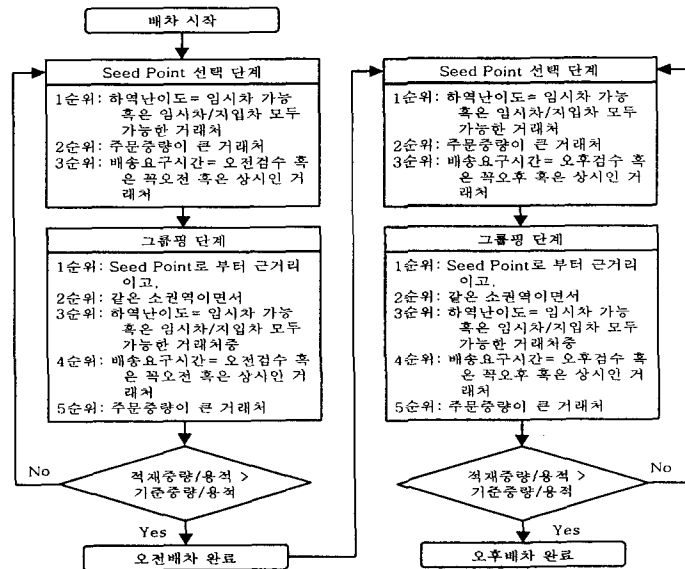 배차 시작
Seed Point 선택 단계
1순위: 하역난이도= 임시차 가능
혹은 임시차/지입차 모두
가능한 거래처
2순위: 주문중량이 큰 거래처
3순위: 배송요구시간= 오전검수 혹
은 꼭오전 혹은 상시인 거
래처
그룹핑 단계
1순위: Seed Point로 부터 근거리
이고,
2순위: 같은 소권역이면서
3순위: 하역난이도= 임시차 가능
혹은 임시차/지입차 모두
가능한 거래처중
4순위: 배송요구시간= 오전검수 혹
은 꼭오전 혹은 상시인 거
래처
5순위: 주문중량이 큰 거래처
No
적재중량/용적 >
기준중량/용적
Yes
오전배차 완료
Seed Point 선택 단계
1순위: 하역난이도= 임시차 가능
혹은 임시차/지입차 모두
가능한 거래처
2순위: 주문중량이 큰 거래처
3순위: 배송요구시간= 오후검수 혹
은 꼭오후 혹은 상시인 거
래처
그룹핑 단계
1순위: Seed Point로 부터 근거리
이고,
2순위: 같은 소권역이면서
3순위: 하역난이도= 임시차 가능
혹은 임시차/지입차 모두
가능한 거래처중
4순위: 배송요구시간= 오후검수 혹
은 꼭오후 혹은 상시인 거
래처
5순위: 주문중량이 큰 거래처
적재중량/용적 >
기준중량/용적
No
Yes
오후배차 완료